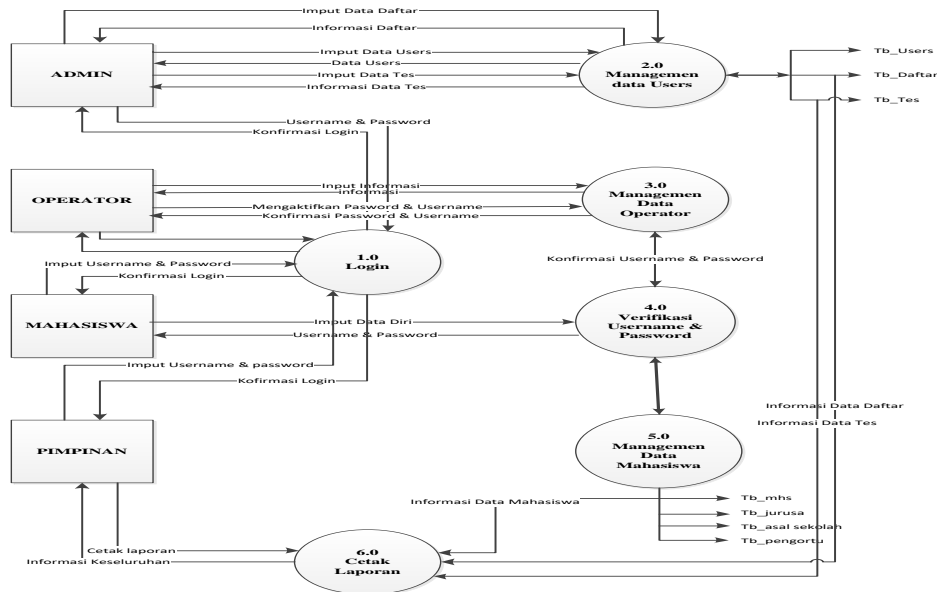 Imput Data Daftar
Informasi Daftar
Imput Data Users
Data Users
Imput Data Tes
Informasi Data Tes
ADMIN
2.0
Managemen
data Users
Tb_Users
Tb_Daftar
Tb_Tes
Username & Password
Konfirmasi Login
OPERATOR
Input Informasi
informasi
Mengaktifkan Pasword & Username
Konfirmasi Password & Username
3.0
Managemen
Data
Operator
1.0
Login
Konfirmasi Username & Password
Imput Username & Password
Konfirmasi Login
MAHASISWA
Imput Data Diri
Username & Password
4.0
Verifikasi
Username &
Password
Imput Username & password
Kofirmasi Login
Informasi Data Daftar
Informasi Data Tes
PIMPINAN
5.0
Managemen
Data
Mahasiswa
Informasi Data Mahasiswa
Tb_mhs
Tb_jurusa
Tb_asal sekolah
Tb_pengortu
Cetak laporan
Informasi Keseluruhan
6.0
Cetak
Laporan